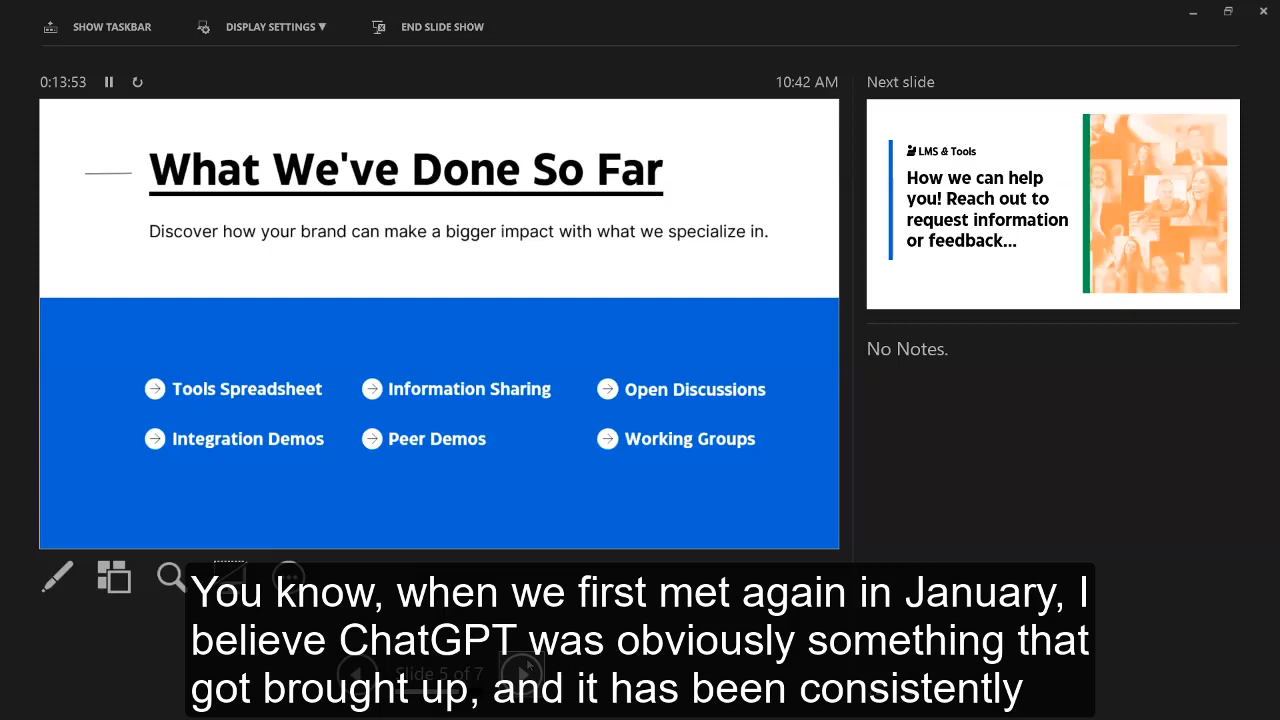 SHOW TASKBAR
DISPLAY SETTINGS ▼
END SLIDE SHOW
0:13:53
10:42 AM
Next slide
What We've Done So Far
Discover how your brand can make a bigger impact with what we specialize in.
Tools Spreadsheet
Information Sharing
Open Discussions
Integration Demos
Peer Demos
Working Groups
LMS & Tools
How we can help
you! Reach out to
request information
or feedback...
No Notes.
Slide 5 of 7
You know, when we first met again in January, I
believe ChatGPT was obviously something that
got brought up, and it has been consistently